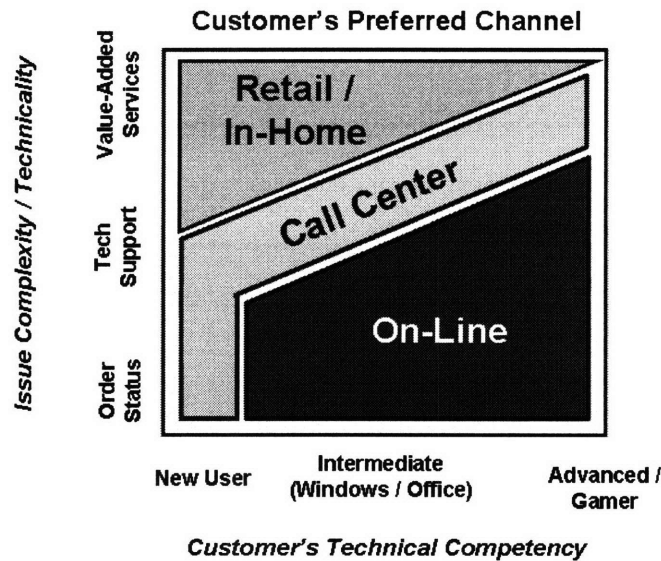 Customer's Preferred Channel
Issue Complexity / Technicality
Value-Added
Services
Tech
Support
Order
Status
Retail /
In-Home
Call Center
On-Line
New User
Intermediate
(Windows / Office)
Advanced /
Gamer
Customer's Technical Competency